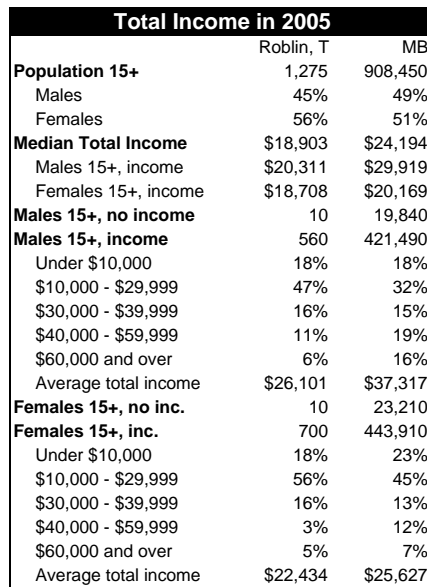 Total Income in 2005
Roblin, T MB
Population 15+ 1,275 908,450
Males 45% 49%
Females 56% 51%
Median Total Income $18,903 $24,194
Males 15+, income $20,311 $29,919
Females 15+, income $18,708 $20,169
Males 15+, no income 10 19,840
Males 15+, income 560 421,490
Under $10,000 18% 18%
$10,000 - $29,999 47% 32%
$30,000 - $39,999 16% 15%
$40,000 - $59,999 11% 19%
$60,000 and over 6% 16%
Average total income $26,101 $37,317
Females 15+, no inc. 10 23,210
Females 15+, inc. 700 443,910
Under $10,000 18% 23%
$10,000 - $29,999 56% 45%
$30,000 - $39,999 16% 13%
$40,000 - $59,999 3% 12%
$60,000 and over 5% 7%
Average total income $22,434 $25,627